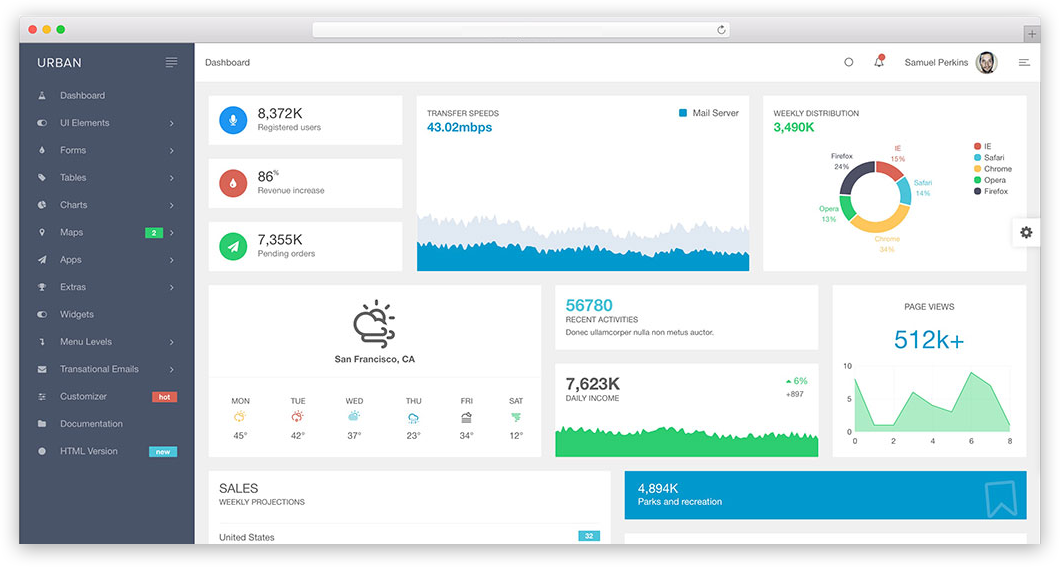 URBAN
Dashboard
UI Elements
Forms
Tables
Charts
Maps 2
Apps
Extras
Widgets
Menu Levels
Transational Emails
Customizer hot
Documentation
HTML Version new
Dashboard
Samuel Perkins
8,372K
Registered users
86%
Revenue increase
7,355K
Pending orders
TRANSFER SPEEDS
43.02mbps
Mail Server
WEEKLY DISTRIBUTION
3,490K
IE
15%
Safari
14%
Chrome
34%
Opera
13%
Firefox
24%
IE
Safari
Chrome
Opera
Firefox
San Francisco, CA
MON TUE WED THU FRI SAT
45° 42° 37° 23° 34° 12°
56780
RECENT ACTIVITIES
Donec ullamcorper nulla non metus auctor.
7,623K
DAILY INCOME
6%
+897
PAGE VIEWS
512k+
10
5
0
0 2 4 6 8
SALES
WEEKLY PROJECTIONS
United States 32
4,894K
Parks and recreation